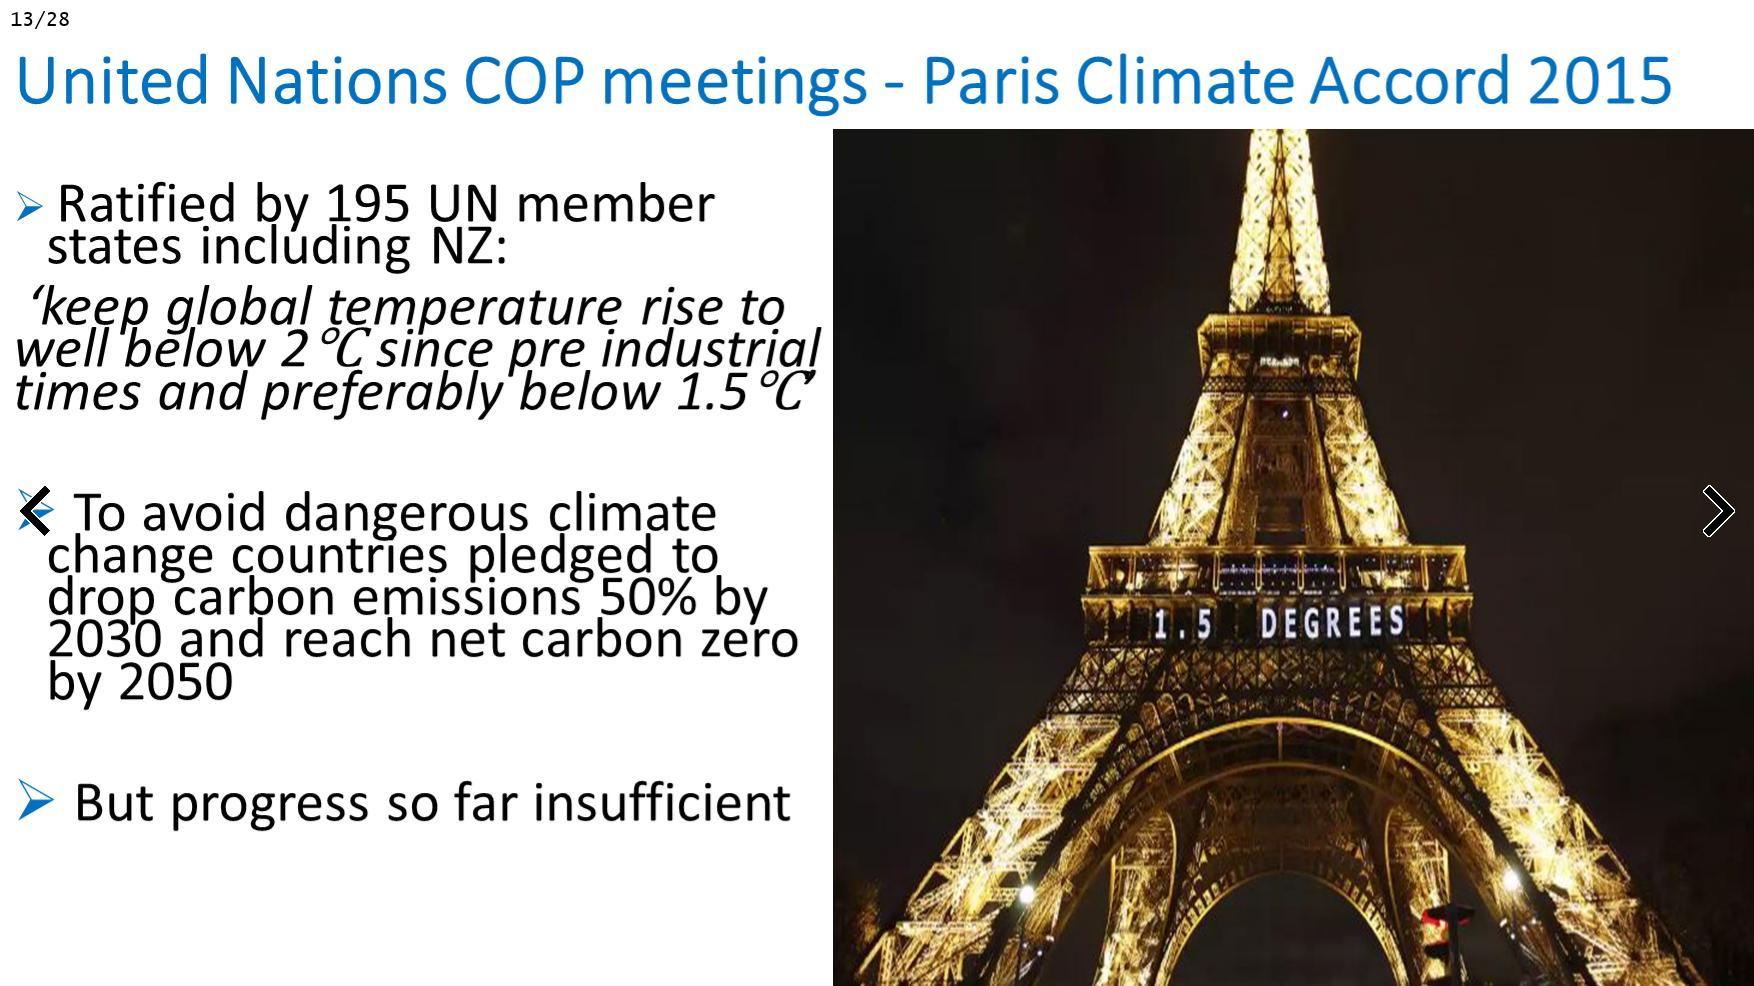 13/28
United Nations COP meetings - Paris Climate Accord 2015
Ratified by 195 UN member
states including NZ:
‘keep global temperature rise to
well below 2℃ since pre industrial
times and preferably below 1.5℃’
To avoid dangerous climate
change countries pledged to
drop carbon emissions 50% by
2030 and reach net carbon zero
by 2050
But progress so far insufficient
1.5 DEGREES